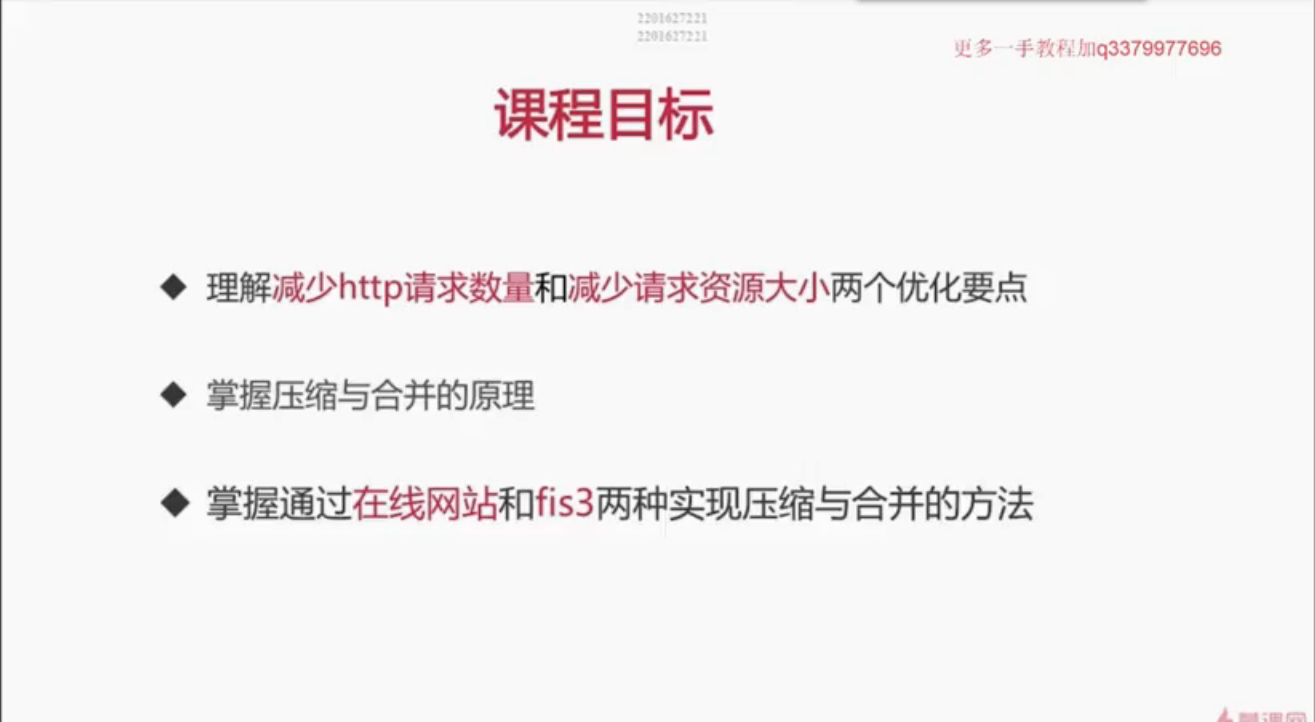 2201627221
2201627221
更多一手教程加q3379977696
课程目标
◆ 理解减少http请求数量和减少请求资源大小两个优化要点
◆ 掌握压缩与合并的原理
◆ 掌握通过在线网站和fis3两种实现压缩与合并的方法